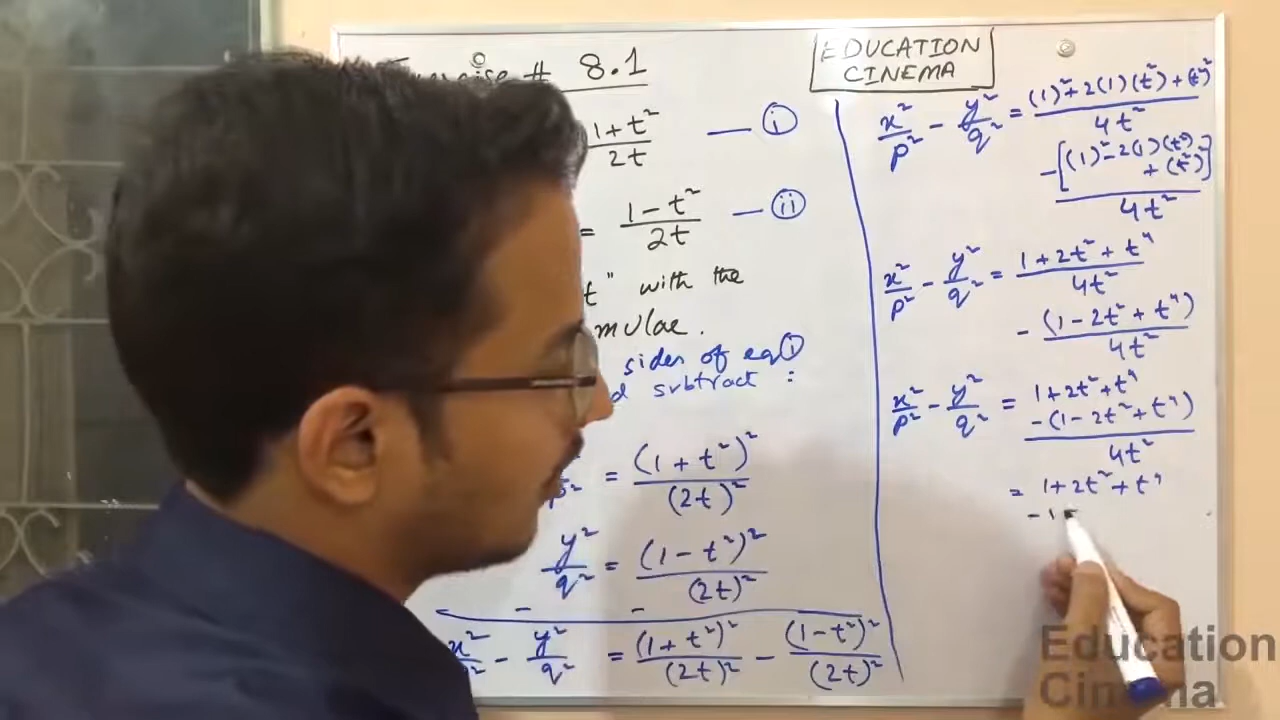 Exercise # 8.1
EDUCATION
CINEMA
1+t²/2t — i
= 1-t²/2t — ii
t" with the
mulae.
sides of eq i
d subtract :
= (1+t²)²/(2t)²
y²/q² = (1-t²)²/(2t)²
x²/p² - y²/q² = (1+t²)²/(2t)² - (1-t²)²/(2t)²
x²/p² - y²/q² = (1)²+2(1)(t²)+(t²)²/4t²
-[(1)²-2(1)(t²)+(t²)²]/4t²
x²/p² - y²/q² = 1+2t²+t⁴/4t²
-(1-2t²+t⁴)/4t²
x²/p² - y²/q² = 1+2t²+t⁴
-(1-2t²+t⁴)
4t²
= 1+2t²+t⁴
-1
Education
Cinema